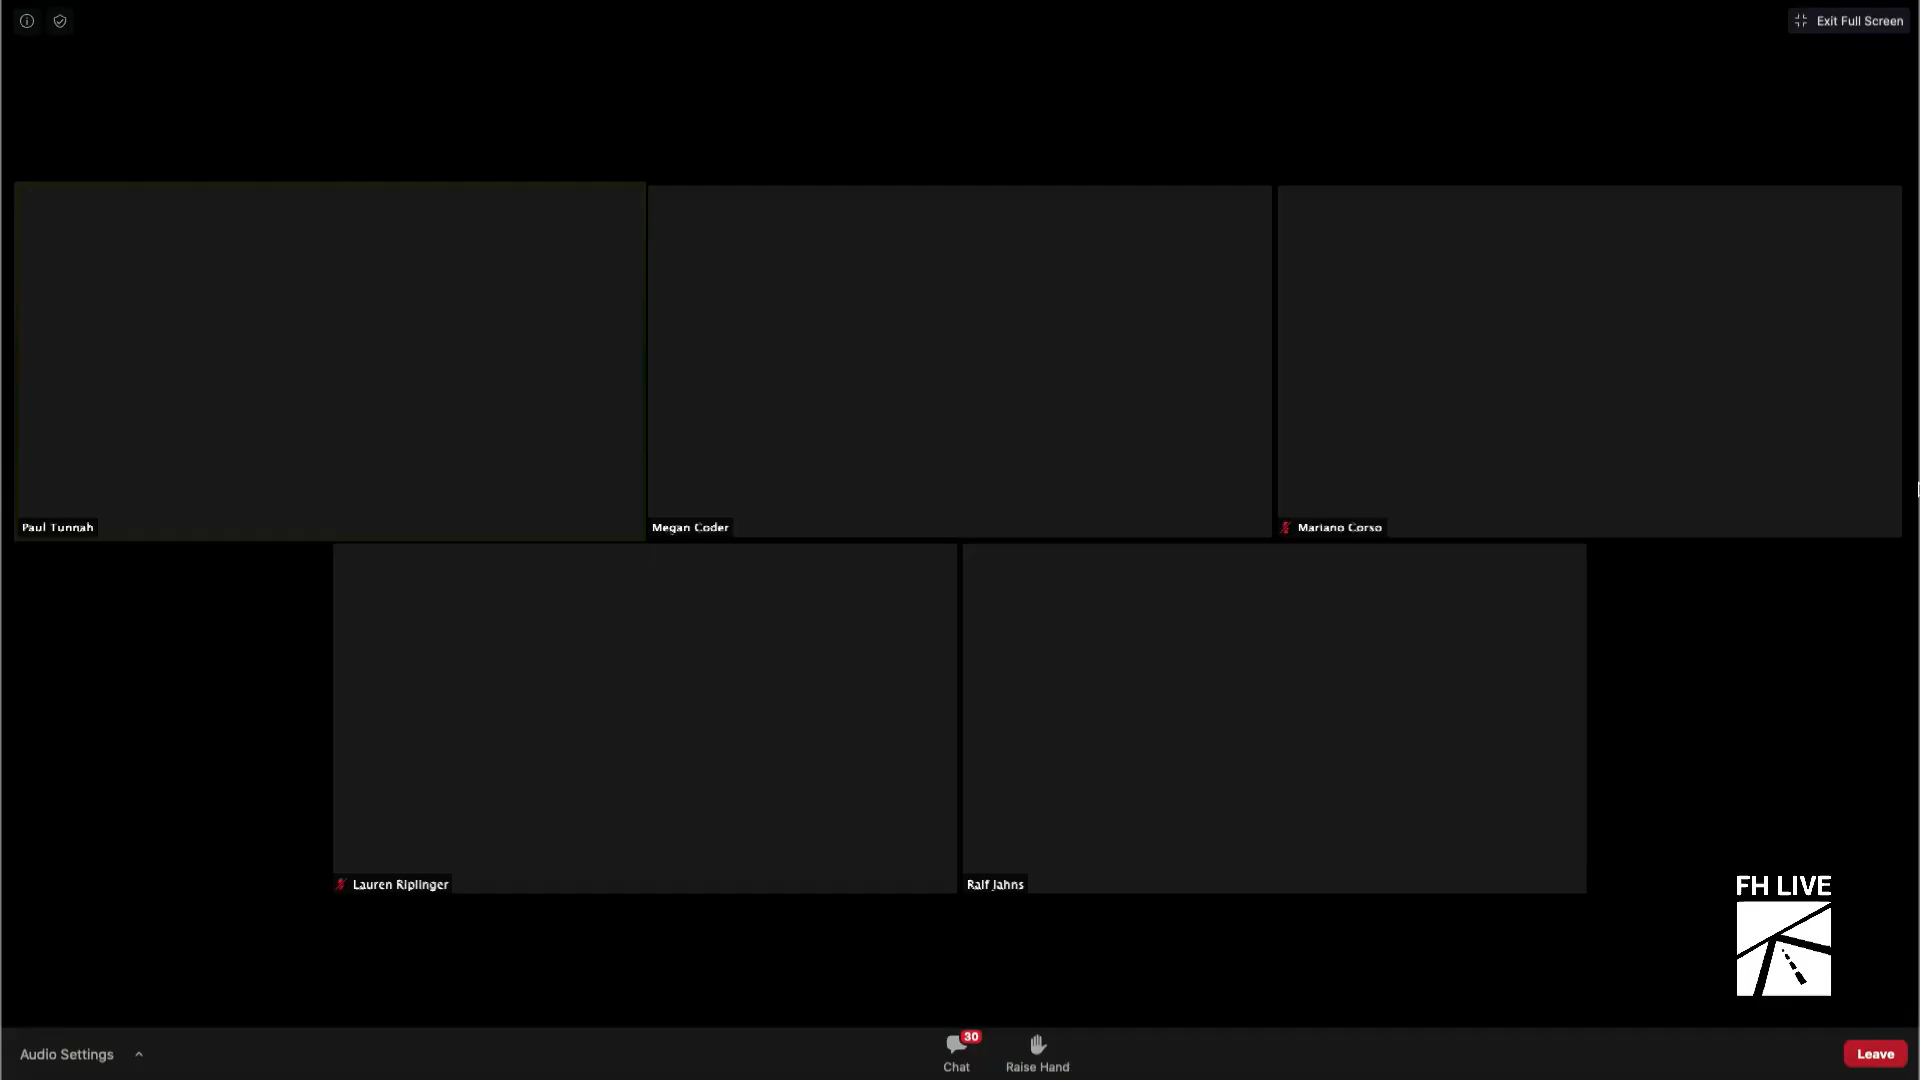 Exit Full Screen
Paul Tunnah
Megan Coder
Mariano Corso
Lauren Riplinger
Ralf Jahns
FH LIVE
Audio Settings
30
Chat
Raise Hand
Leave